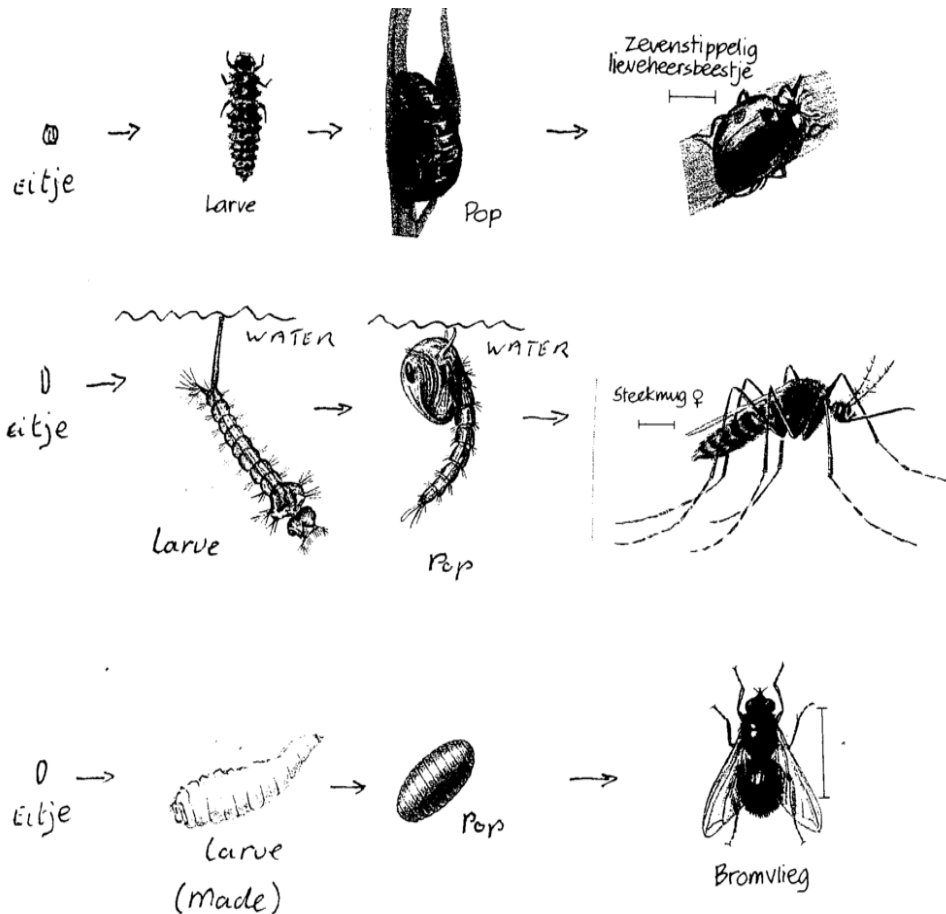 Zevenstippelig
lieveheersbeestje
Eitje
Larve
Pop
WATER
WATER
Eitje
Larve
Pop
Steekmug ♀
Eitje
Larve
(Made)
Pop
Bromvlieg